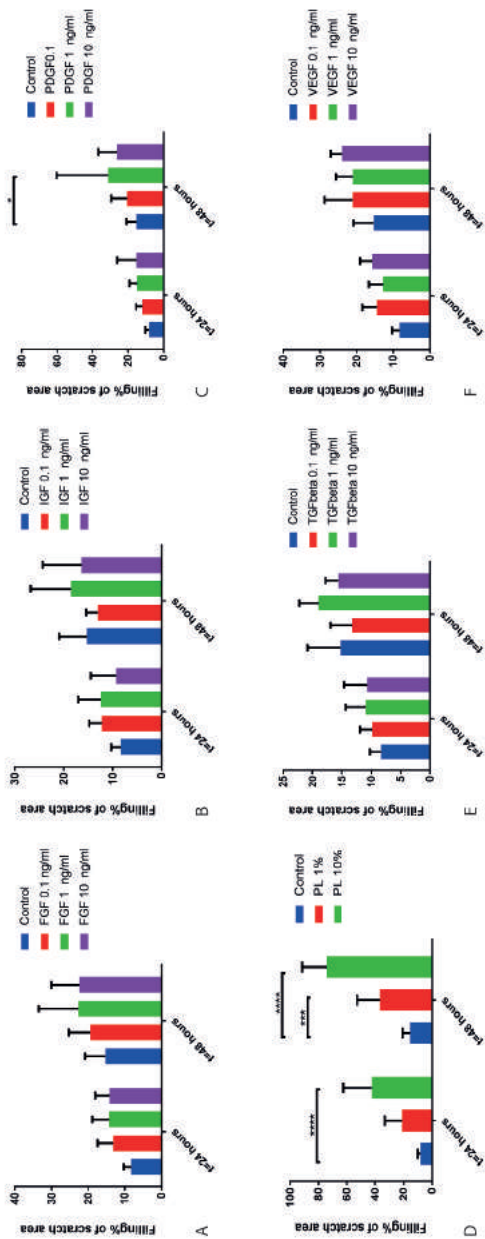 Filling% of scratch area
40
30
20
10
0
t=24 hours
t=48 hours
Control
FGF 0.1 ng/ml
FGF 1 ng/ml
FGF 10 ng/ml
A
Filling% of scratch area
30
20
10
0
t=24 hours
t=48 hours
Control
IGF 0.1 ng/ml
IGF 1 ng/ml
IGF 10 ng/ml
B
Filling% of scratch area
80
60
40
20
0
*
t=24 hours
t=48 hours
Control
PDGF0.1
PDGF 1 ng/ml
PDGF 10 ng/ml
C
Filling% of scratch area
100
80
60
40
20
0
****
****
***
t=24 hours
t=48 hours
Control
PL 1%
PL 10%
D
Filling% of scratch area
25
20
15
10
5
0
t=24 hours
t=48 hours
Control
TGFbeta 0.1 ng/ml
TGFbeta 1 ng/ml
TGFbeta 10 ng/ml
E
Filling% of scratch area
40
30
20
10
0
t=24 hours
t=48 hours
Control
VEGF 0.1 ng/ml
VEGF 1 ng/ml
VEGF 10 ng/ml
F